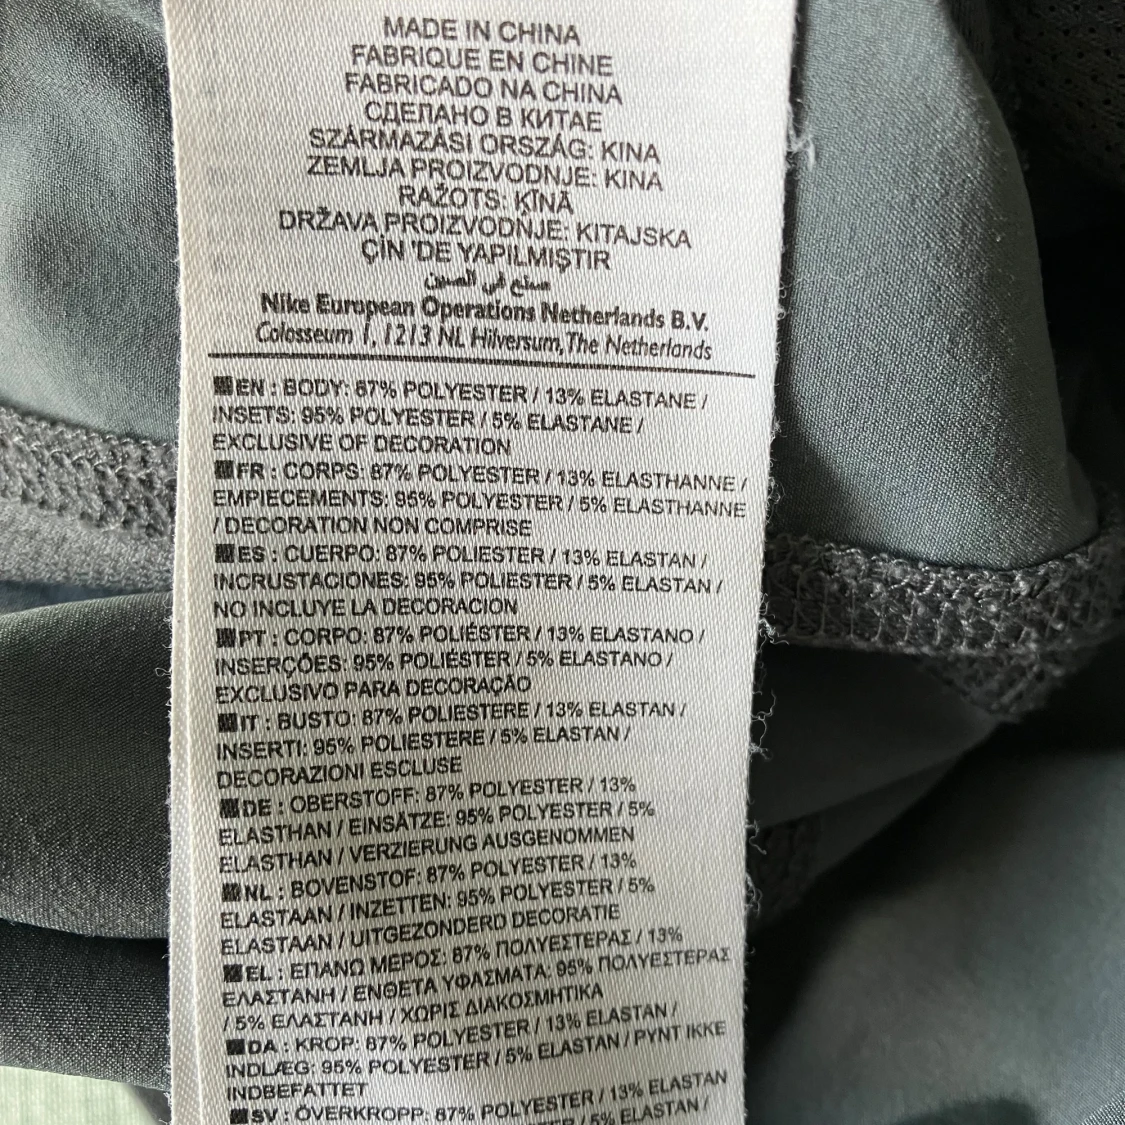 MADE IN CHINA
FABRIQUE EN CHINE
FABRICADO NA CHINA
СДЕЛАНО В КИТАЕ
SZÁRMAZÁSI ORSZÁG: KINA
ZEMLJA PROIZVODNJE: KINA
RAŽOTS: ĶĪNĀ
DRŽAVA PROIZVODNJE: KITAJSKA
ÇİN 'DE YAPILMIŞTIR
صنع في الصين
Nike European Operations Netherlands B.V.
Colosseum 1, 1213 NL Hilversum, The Netherlands
EN : BODY: 87% POLYESTER / 13% ELASTANE /
INSETS: 95% POLYESTER / 5% ELASTANE /
EXCLUSIVE OF DECORATION
FR : CORPS: 87% POLYESTER / 13% ELASTHANNE /
EMPIECEMENTS: 95% POLYESTER / 5% ELASTHANNE
/ DECORATION NON COMPRISE
ES : CUERPO: 87% POLIESTER / 13% ELASTAN /
INCRUSTACIONES: 95% POLIESTER / 5% ELASTAN /
NO INCLUYE LA DECORACION
PT : CORPO: 87% POLIÉSTER / 13% ELASTANO /
INSERÇÕES: 95% POLIÉSTER / 5% ELASTANO /
EXCLUSIVO PARA DECORAÇÃO
IT : BUSTO: 87% POLIESTERE / 13% ELASTAN /
INSERTI: 95% POLIESTERE / 5% ELASTAN /
DECORAZIONI ESCLUSE
DE : OBERSTOFF: 87% POLYESTER / 13%
ELASTHAN / EINSÄTZE: 95% POLYESTER / 5%
ELASTHAN / VERZIERUNG AUSGENOMMEN
NL : BOVENSTOF: 87% POLYESTER / 13%
ELASTAAN / INZETTEN: 95% POLYESTER / 5%
ELASTAAN / UITGEZONDERD DECORATIE
EL : ΕΠΑΝΩ ΜΕΡΟΣ: 87% ΠΟΛΥΕΣΤΕΡΑΣ / 13%
ΕΛΑΣΤΑΝΗ / ΕΝΘΕΤΑ ΥΦΑΣΜΑΤΑ: 95% ΠΟΛΥΕΣΤΕΡΑΣ
/ 5% ΕΛΑΣΤΑΝΗ / ΧΩΡΙΣ ΔΙΑΚΟΣΜΗΤΙΚΑ
DA : KROP: 87% POLYESTER / 13% ELASTAN /
INDLÆG: 95% POLYESTER / 5% ELASTAN / PYNT IKKE
INDBEFATTET
SV : ÖVERKROPP: 87% POLYESTER / 13% ELASTAN
/ 5% ELASTAN /